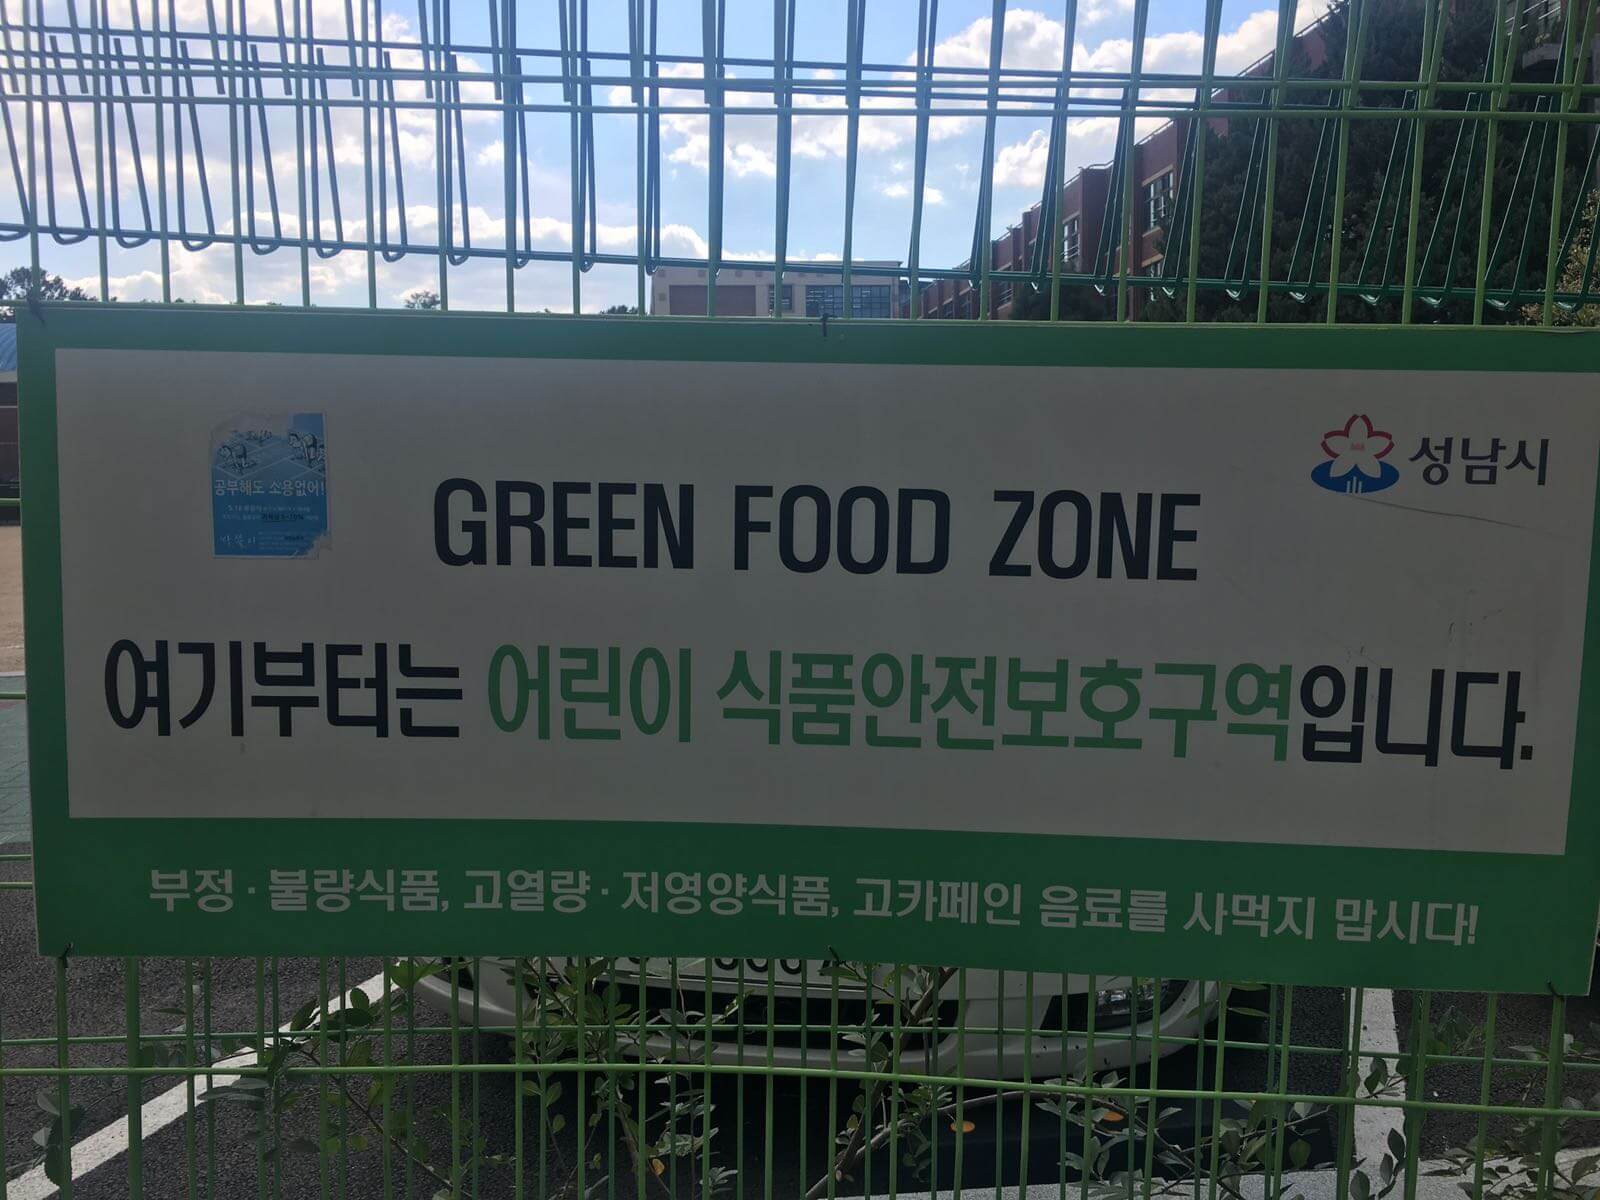 성남시
공부해도 소용없어!
GREEN FOOD ZONE
여기부터는 어린이 식품안전보호구역입니다.
부정·불량식품, 고열량·저영양식품, 고카페인 음료를 사먹지 맙시다!